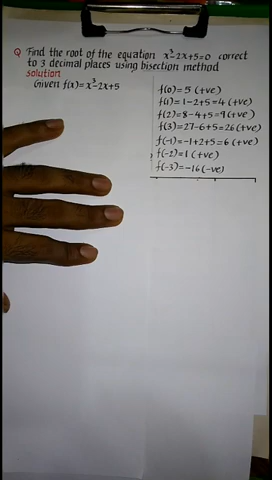 Q Find the root of the equation x³-2x+5=0 correct
to 3 decimal places using bisection method
solution
Given f(x)=x³-2x+5
f(0)=5 (+ve)
f(1)=1-2+5=4 (+ve)
f(2)=8-4+5=9(+ve)
f(3)=27-6+5=26(+ve)
f(-1)=-1+2+5=6 (+ve)
f(-2)=1 (+ve)
f(-3)=-16(-ve)